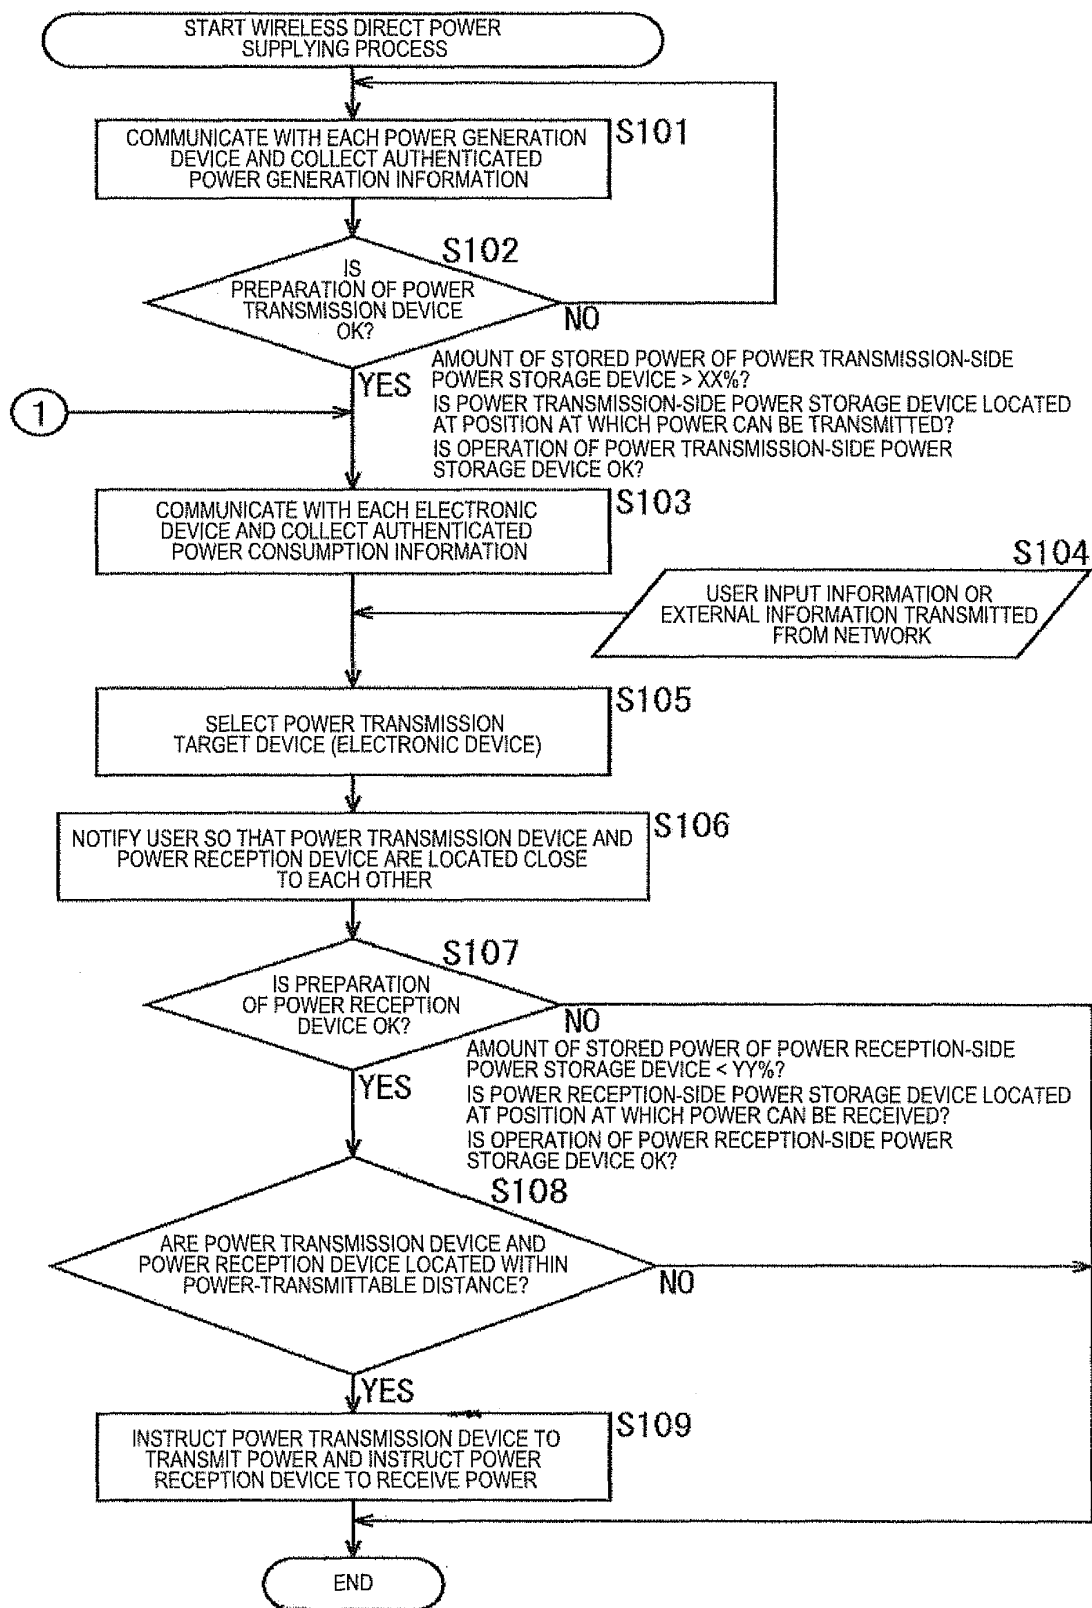 START WIRELESS DIRECT POWER
SUPPLYING PROCESS
COMMUNICATE WITH EACH POWER GENERATION
DEVICE AND COLLECT AUTHENTICATED
POWER GENERATION INFORMATION
S101
S102
IS
PREPARATION OF POWER
TRANSMISSION DEVICE
OK?
NO
YES
AMOUNT OF STORED POWER OF POWER TRANSMISSION-SIDE
POWER STORAGE DEVICE > XX%?
IS POWER TRANSMISSION-SIDE POWER STORAGE DEVICE LOCATED
AT POSITION AT WHICH POWER CAN BE TRANSMITTED?
IS OPERATION OF POWER TRANSMISSION-SIDE POWER
STORAGE DEVICE OK?
1
COMMUNICATE WITH EACH ELECTRONIC
DEVICE AND COLLECT AUTHENTICATED
POWER CONSUMPTION INFORMATION
S103
S104
USER INPUT INFORMATION OR
EXTERNAL INFORMATION TRANSMITTED
FROM NETWORK
SELECT POWER TRANSMISSION
TARGET DEVICE (ELECTRONIC DEVICE)
S105
NOTIFY USER SO THAT POWER TRANSMISSION DEVICE AND
POWER RECEPTION DEVICE ARE LOCATED CLOSE
TO EACH OTHER
S106
S107
IS PREPARATION
OF POWER RECEPTION
DEVICE OK?
NO
YES
AMOUNT OF STORED POWER OF POWER RECEPTION-SIDE
POWER STORAGE DEVICE < YY%?
IS POWER RECEPTION-SIDE POWER STORAGE DEVICE LOCATED
AT POSITION AT WHICH POWER CAN BE RECEIVED?
IS OPERATION OF POWER RECEPTION-SIDE POWER
STORAGE DEVICE OK?
S108
ARE POWER TRANSMISSION DEVICE AND
POWER RECEPTION DEVICE LOCATED WITHIN
POWER-TRANSMITTABLE DISTANCE?
NO
YES
INSTRUCT POWER TRANSMISSION DEVICE TO
TRANSMIT POWER AND INSTRUCT POWER
RECEPTION DEVICE TO RECEIVE POWER
S109
END